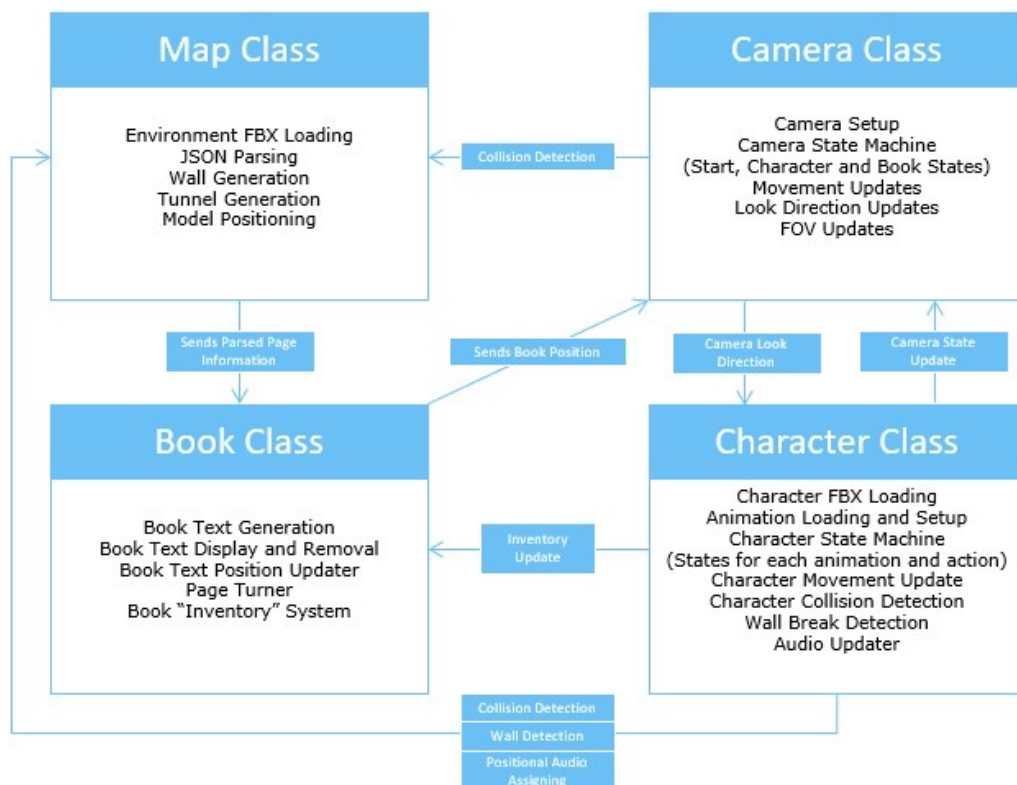 Map Class
Environment FBX Loading
JSON Parsing
Wall Generation
Tunnel Generation
Model Positioning
Collision Detection
Camera Class
Camera Setup
Camera State Machine
(Start, Character and Book States)
Movement Updates
Look Direction Updates
FOV Updates
Sends Parsed Page
Information
Sends Book Position
Camera Look
Direction
Camera State
Update
Book Class
Book Text Generation
Book Text Display and Removal
Book Text Position Updater
Page Turner
Book “Inventory” System
Inventory
Update
Character Class
Character FBX Loading
Animation Loading and Setup
Character State Machine
(States for each animation and action)
Character Movement Update
Character Collision Detection
Wall Break Detection
Audio Updater
Collision Detection
Wall Detection
Positional Audio
Assigning